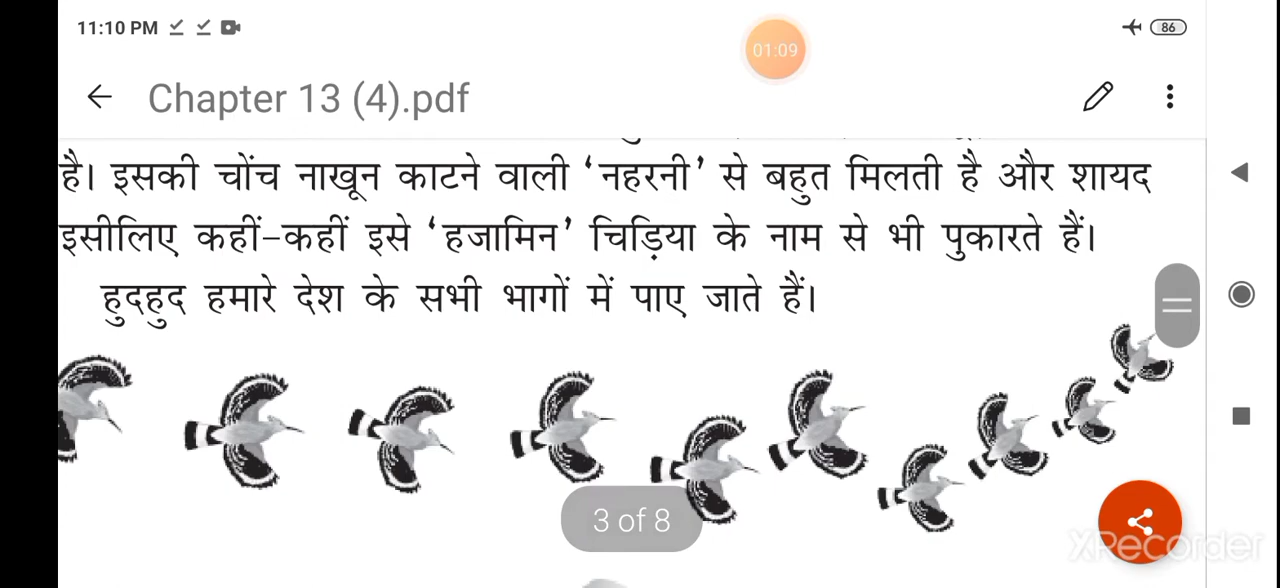 11:10 PM
86
01:09
Chapter 13 (4).pdf
है। इसकी चोंच नाखून काटने वाली ‘नहरनी’ से बहुत मिलती है और शायद
इसीलिए कहीं-कहीं इसे ‘हजामिन’ चिड़िया के नाम से भी पुकारते हैं।
हुदहुद हमारे देश के सभी भागों में पाए जाते हैं।
3 of 8
XRecorder